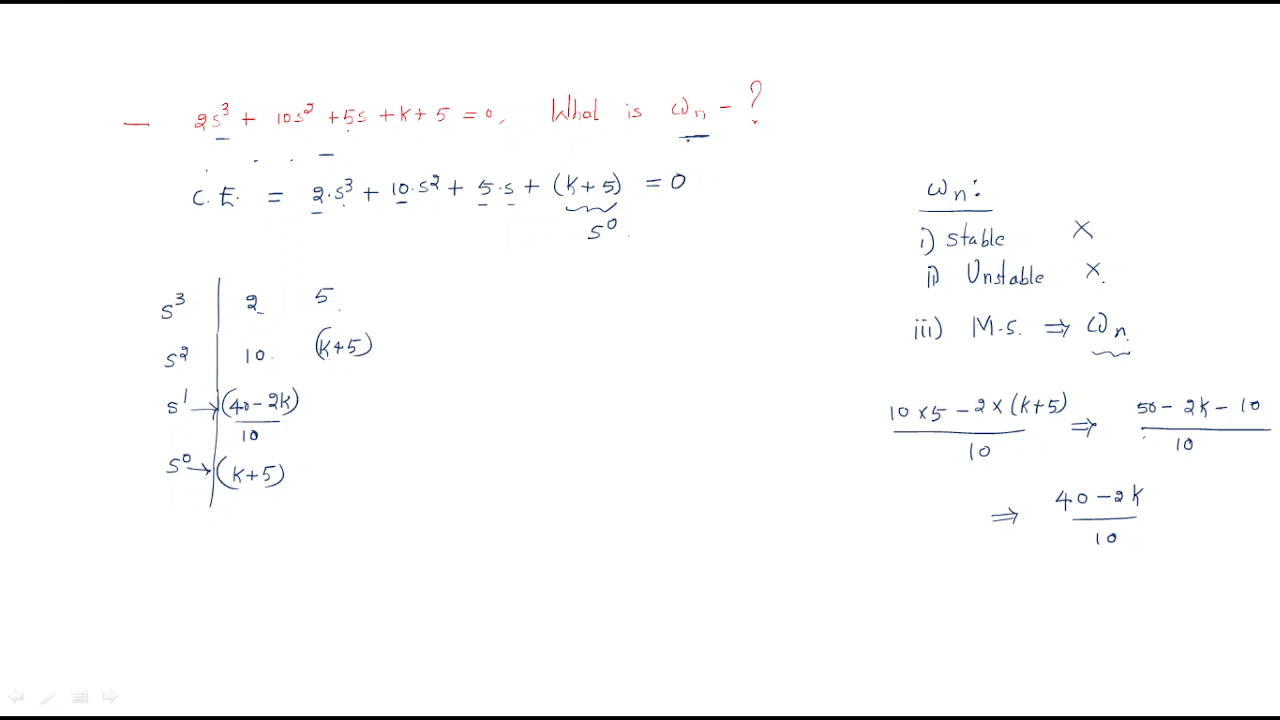 — 2s³ + 10s² + 5s + k + 5 = 0, What is ωn - ?
C.E. = 2·s³ + 10·s² + 5·s + (k+5) = 0
s⁰
s³ | 2 5
s² | 10 (k+5)
s¹ → (40-2k)/10
s⁰ → (k+5)
ωn:
i) Stable ×
ii) Unstable ×
iii) M.S. ⇒ ωn
(10×5 - 2×(k+5))/10 ⇒ (50 - 2k - 10)/10
⇒ (40 - 2k)/10